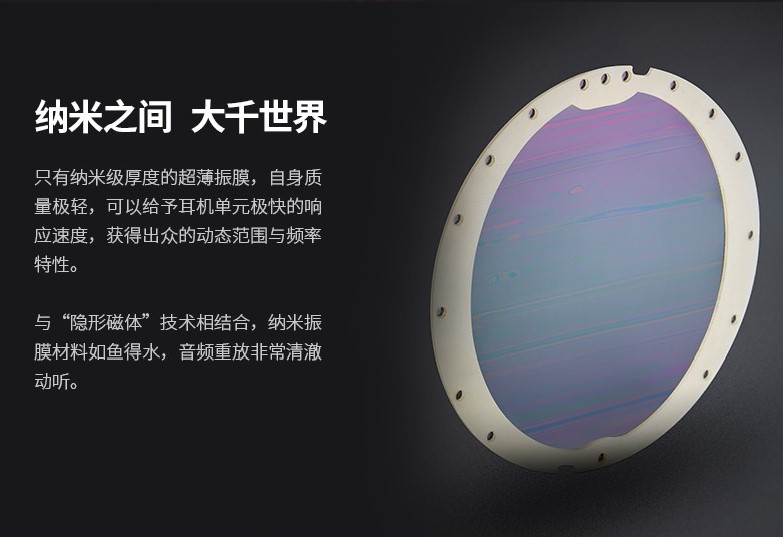 纳米之间 大千世界
只有纳米级厚度的超薄振膜，自身质
量极轻，可以给予耳机单元极快的响
应速度，获得出众的动态范围与频率
特性。
与“隐形磁体”技术相结合，纳米振
膜材料如鱼得水，音频重放非常清澈
动听。